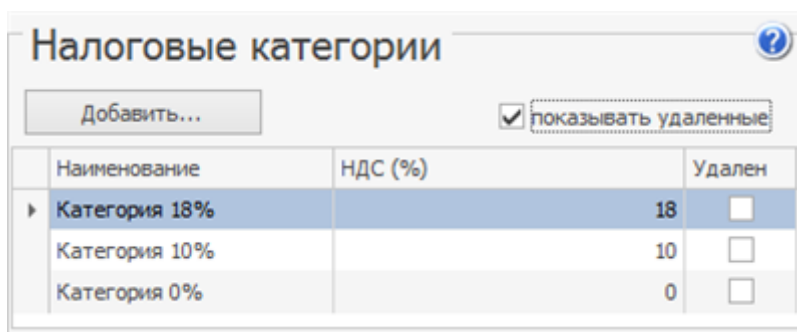 Налоговые категории
Добавить...
показывать удаленные
Наименование НДС (%) Удален
Категория 18% 18
Категория 10% 10
Категория 0% 0